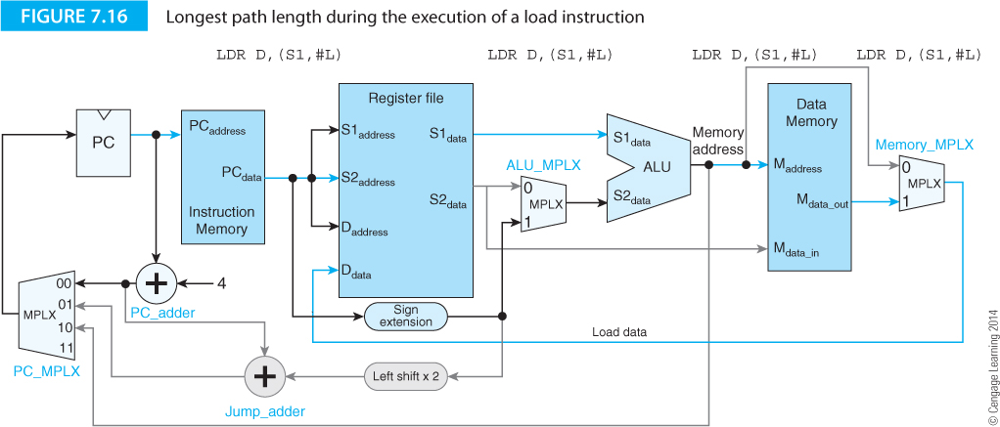 FIGURE 7.16 Longest path length during the execution of a load instruction
LDR D,(S1,#L) LDR D,(S1,#L) LDR D,(S1,#L) LDR D,(S1,#L)
PC
PCaddress
PCdata
Instruction
Memory
Register file
S1address
S2address
Daddress
Ddata
S1data
S2data
ALU_MPLX
0
MPLX
1
S1data
ALU
S2data
Memory
address
Data
Memory
Maddress
Mdata_out
Mdata_in
Memory_MPLX
0
MPLX
1
+
4
PC_adder
00
01
MPLX
10
11
PC_MPLX
Sign
extension
Load data
+
Left shift x 2
Jump_adder
© Cengage Learning 2014